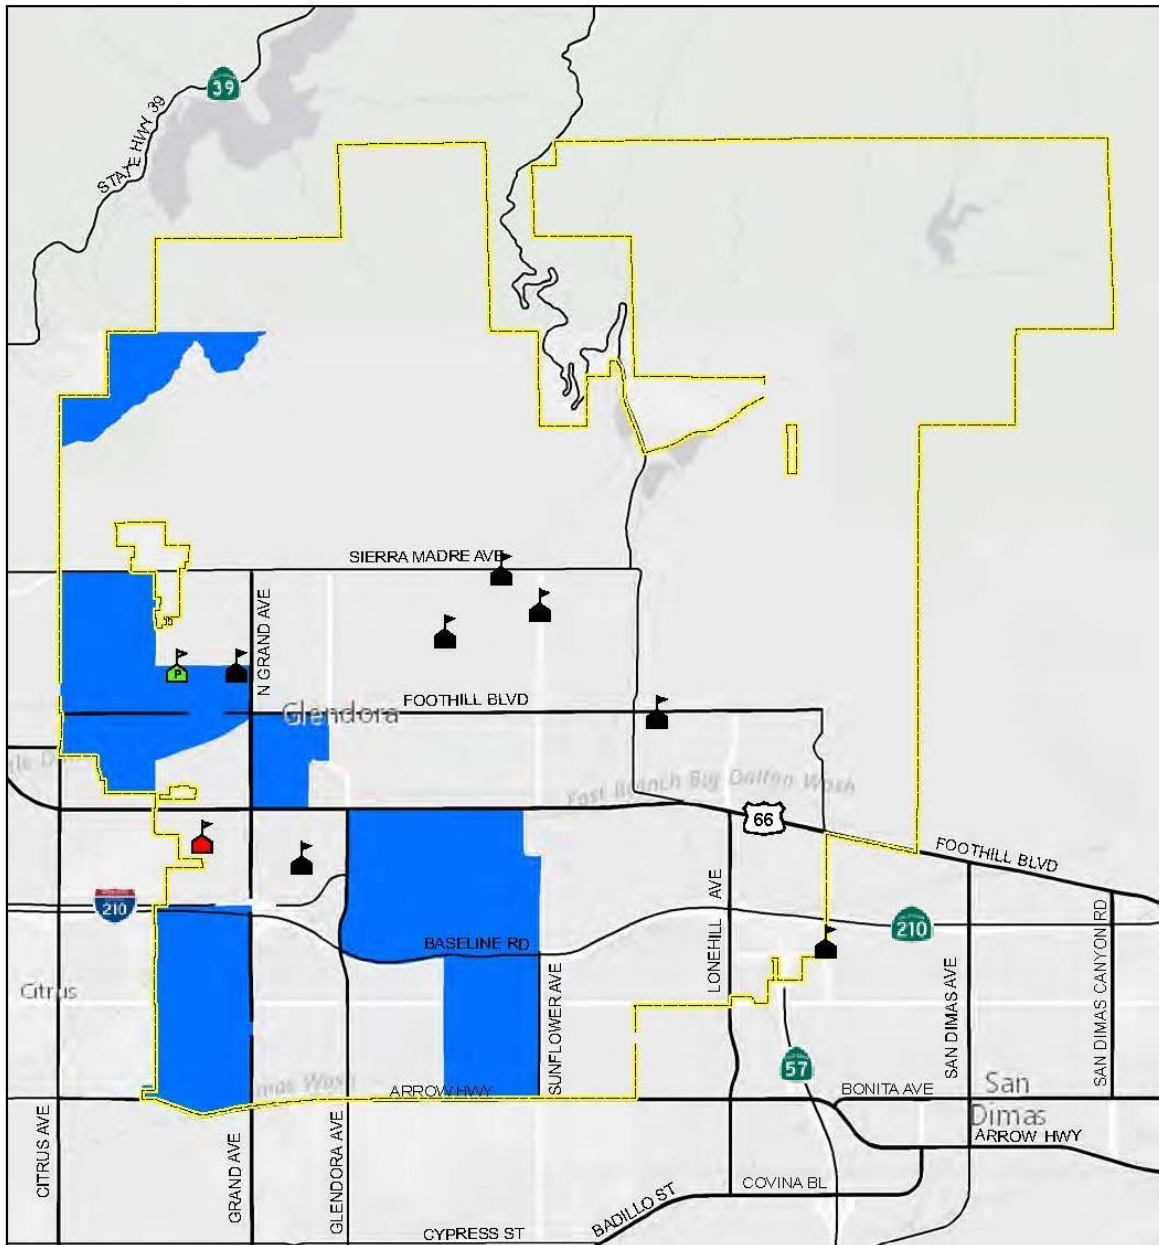 39
STATE HWY 39
SIERRA MADRE AVE
N GRAND AVE
P
FOOTHILL BLVD
Glendora
East Branch Big Dalton Wash
66
FOOTHILL BLVD
210
LONEHILL AVE
210
BASELINE RD
SUNFLOWER AVE
SAN DIMAS AVE
SAN DIMAS CANYON RD
Citrus
57
Wash
ARROW HWY
BONITA AVE
San
Dimas
ARROW HWY
CITRUS AVE
GRAND AVE
GLENDORA AVE
COVINA BL
BADILLO ST
CYPRESS ST